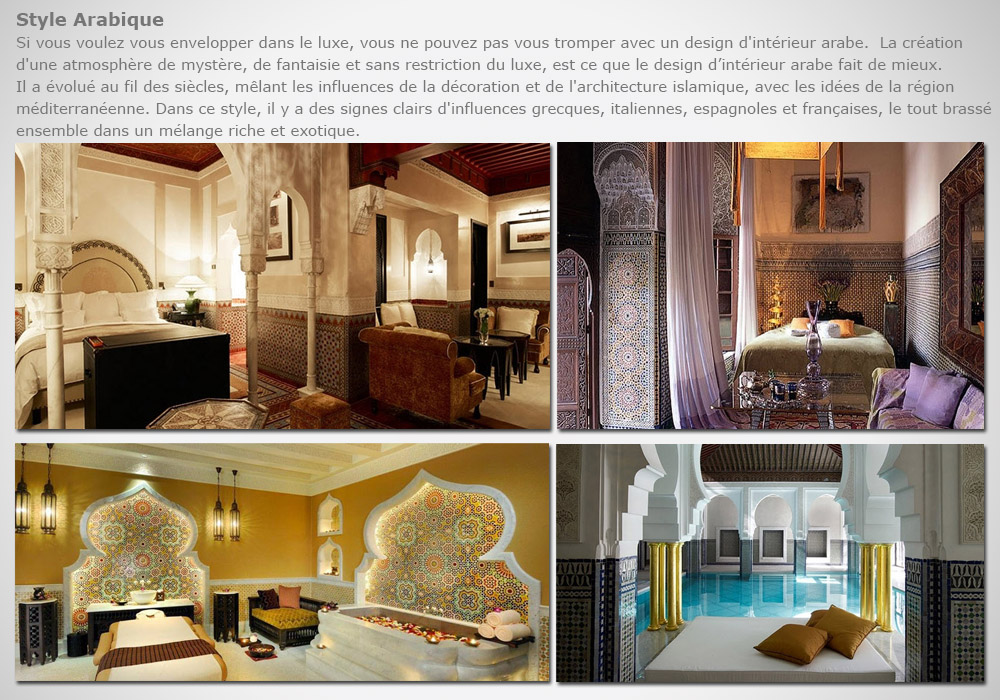 Style Arabique
Si vous voulez vous envelopper dans le luxe, vous ne pouvez pas vous tromper avec un design d'intérieur arabe.  La création
d'une atmosphère de mystère, de fantaisie et sans restriction du luxe, est ce que le design d’intérieur arabe fait de mieux.
Il a évolué au fil des siècles, mêlant les influences de la décoration et de l'architecture islamique, avec les idées de la région
méditerranéenne. Dans ce style, il y a des signes clairs d'influences grecques, italiennes, espagnoles et françaises, le tout brassé
ensemble dans un mélange riche et exotique.